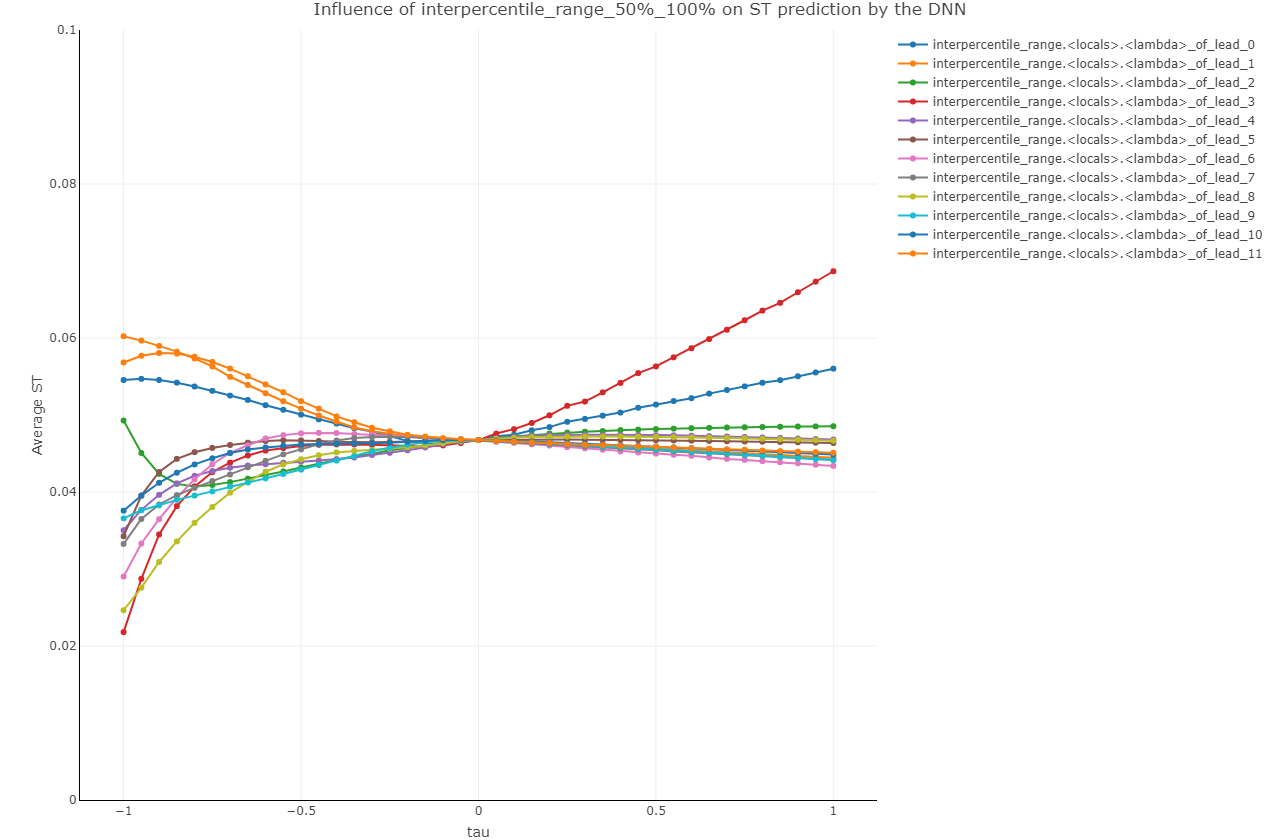 Influence of interpercentile_range_50%_100% on ST prediction by the DNN
0.1
0.08
0.06
0.04
0.02
0
Average ST
−1
−0.5
0
0.5
1
tau
interpercentile_range.<locals>.<lambda>_of_lead_0
interpercentile_range.<locals>.<lambda>_of_lead_1
interpercentile_range.<locals>.<lambda>_of_lead_2
interpercentile_range.<locals>.<lambda>_of_lead_3
interpercentile_range.<locals>.<lambda>_of_lead_4
interpercentile_range.<locals>.<lambda>_of_lead_5
interpercentile_range.<locals>.<lambda>_of_lead_6
interpercentile_range.<locals>.<lambda>_of_lead_7
interpercentile_range.<locals>.<lambda>_of_lead_8
interpercentile_range.<locals>.<lambda>_of_lead_9
interpercentile_range.<locals>.<lambda>_of_lead_10
interpercentile_range.<locals>.<lambda>_of_lead_11